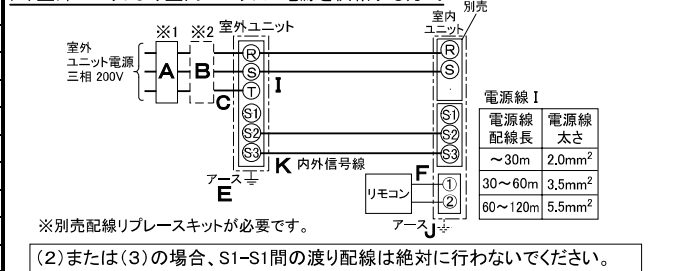 別売
※1 ※2 室外ユニット
室内
ユニット
室外
ユニット電源
三相 200V
A B C
R
S
T
S1
S2
S3
I
R
S
S1
S2
S3
K 内外信号線
アース
E
F
リモコン
①
②
アース J
電源線 I
電源線配線長 電源線太さ
～30m 2.0mm²
30～60m 3.5mm²
60～120m 5.5mm²
※別売配線リプレースキットが必要です。
(2)または(3)の場合、S1-S1間の渡り配線は絶対に行わないでください。